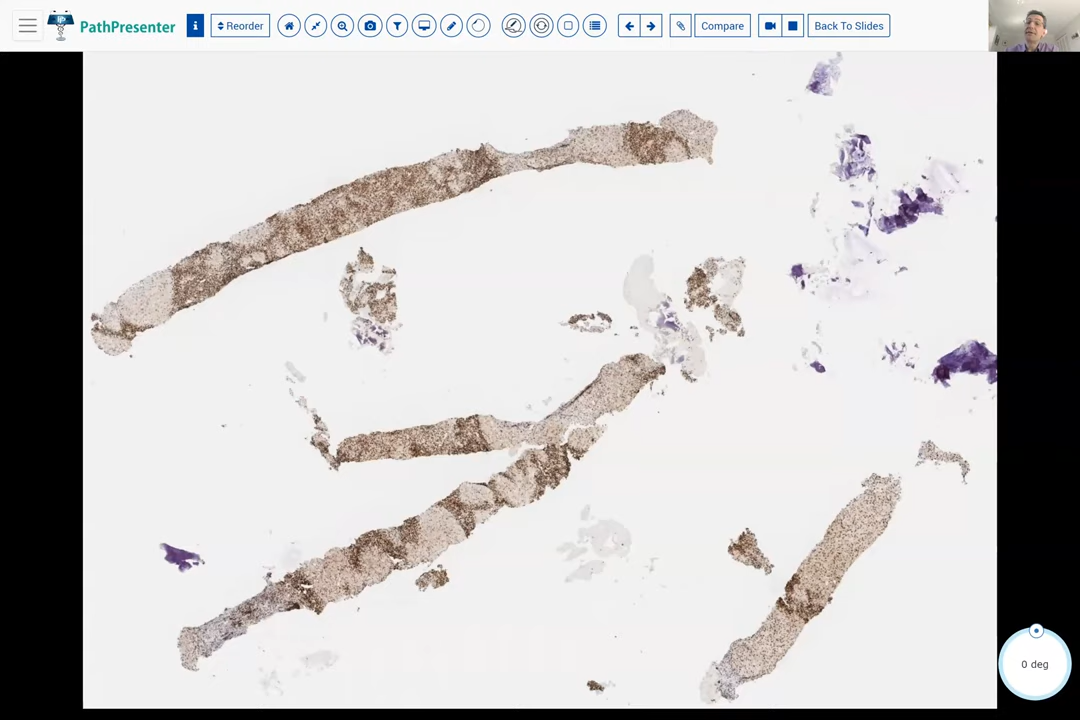 PathPresenter
Reorder
Compare
Back To Slides
0 deg